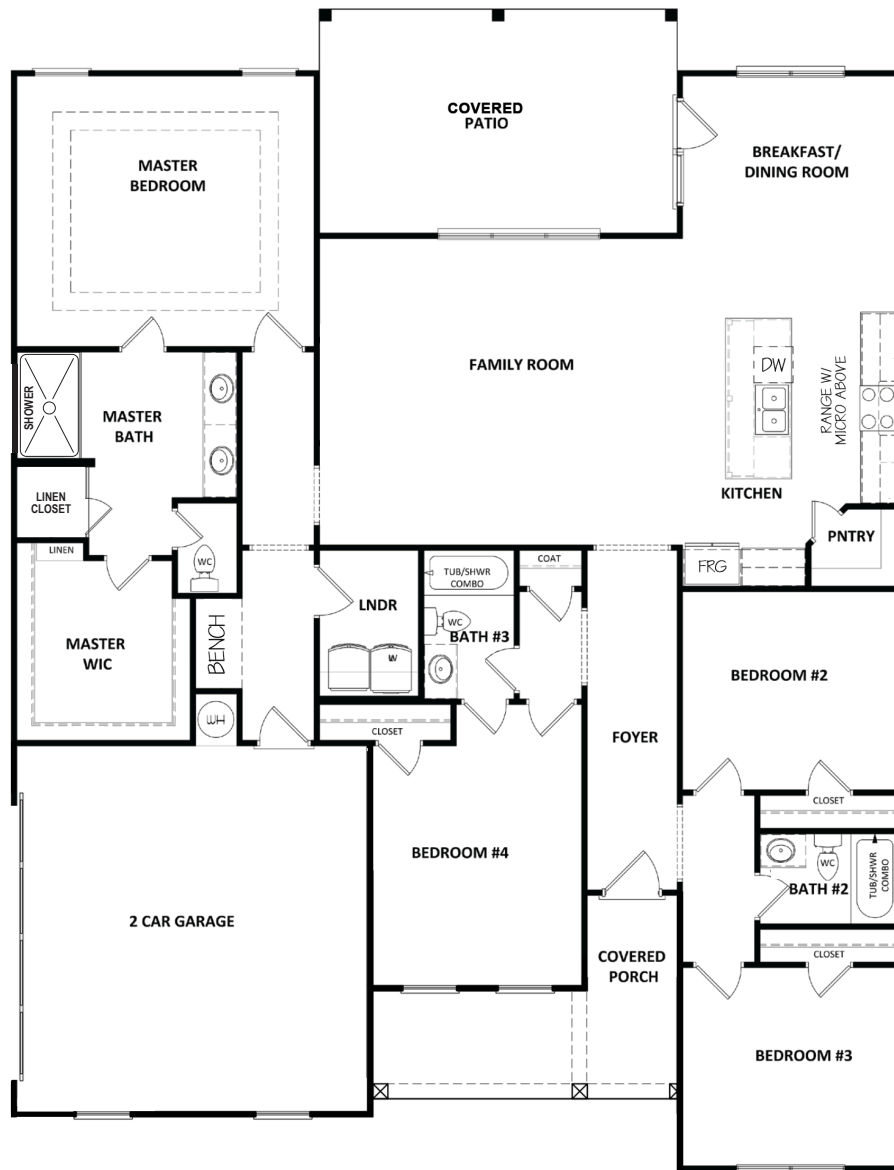 COVERED
PATIO
BREAKFAST/
DINING ROOM
MASTER
BEDROOM
FAMILY ROOM
DW
RANGE W/
MICRO ABOVE
SHOWER
MASTER
BATH
KITCHEN
LINEN
CLOSET
PNTRY
LINEN
WC
FRG
COAT
TUB/SHWR
COMBO
LNDR
WC
BATH #3
BENCH
MASTER
WIC
W
BEDROOM #2
WH
CLOSET
FOYER
CLOSET
BEDROOM #4
WC
TUB/SHWR
COMBO
BATH #2
2 CAR GARAGE
CLOSET
COVERED
PORCH
BEDROOM #3